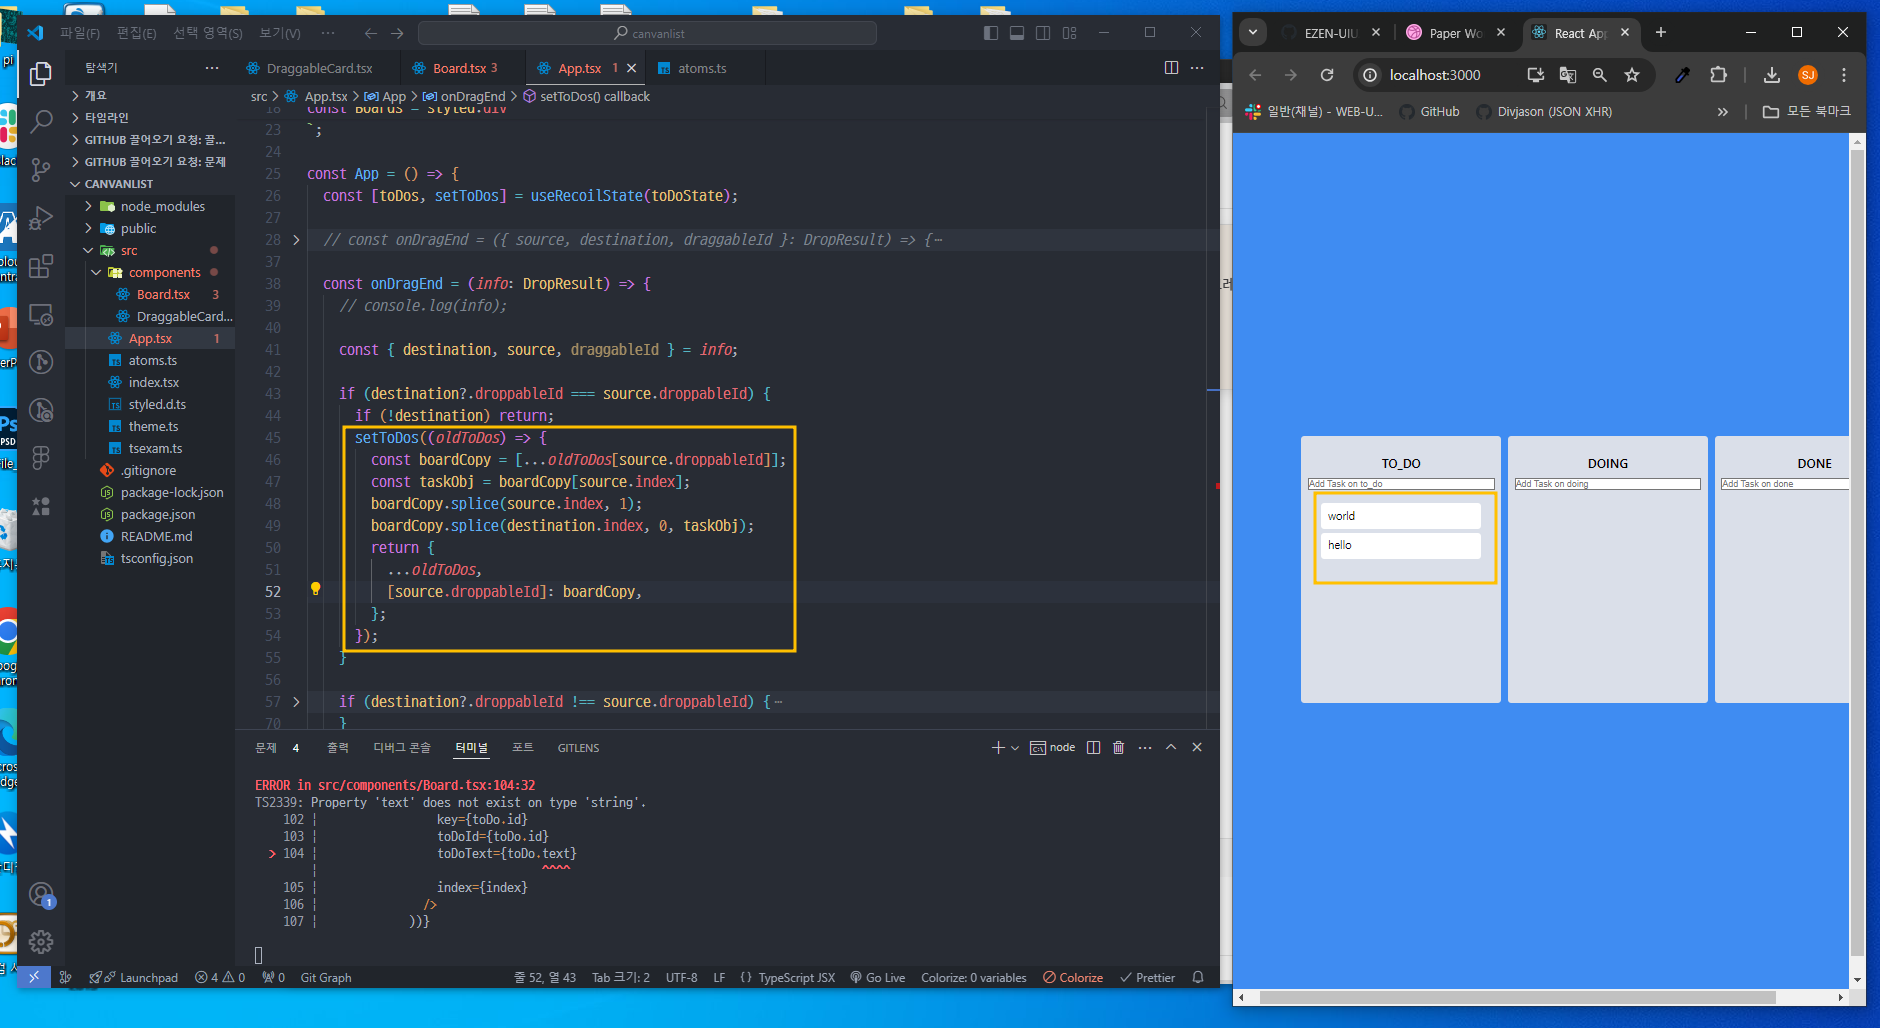 파일(F) 편집(E) 선택 영역(S) 보기(V) ··· canvanlist
탐색기 ···
개요
타임라인
GITHUB 끌어오기 요청: 끌...
GITHUB 끌어오기 요청: 문제
CANVANLIST
node_modules
public
src
components
Board.tsx 3
DraggableCard...
App.tsx 1
atoms.ts
index.tsx
styled.d.ts
theme.ts
tsexam.ts
.gitignore
package-lock.json
package.json
README.md
tsconfig.json
DraggableCard.tsx Board.tsx 3 App.tsx 1 atoms.ts
src > App.tsx > App > onDragEnd > setToDos() callback
18 const Boards = styled.div
23 `;
24
25 const App = () => {
26 const [toDos, setToDos] = useRecoilState(toDoState);
27
28 // const onDragEnd = ({ source, destination, draggableId }: DropResult) => {···
37
38 const onDragEnd = (info: DropResult) => {
39 // console.log(info);
40
41 const { destination, source, draggableId } = info;
42
43 if (destination?.droppableId === source.droppableId) {
44 if (!destination) return;
45 setToDos((oldToDos) => {
46 const boardCopy = [...oldToDos[source.droppableId]];
47 const taskObj = boardCopy[source.index];
48 boardCopy.splice(source.index, 1);
49 boardCopy.splice(destination.index, 0, taskObj);
50 return {
51 ...oldToDos,
52 [source.droppableId]: boardCopy,
53 };
54 });
55 }
56
57 if (destination?.droppableId !== source.droppableId) {···
70 }
문제 4 출력 디버그 콘솔 터미널 포트 GITLENS node
ERROR in src/components/Board.tsx:104:32
TS2339: Property 'text' does not exist on type 'string'.
102 | key={toDo.id}
103 | toDoId={toDo.id}
> 104 | toDoText={toDo.text}
| ^^^^
105 | index={index}
106 | />
107 | ))}
Launchpad 4 0 0 Git Graph 줄 52, 열 43 Tab 크기: 2 UTF-8 LF {} TypeScript JSX Go Live Colorize: 0 variables Colorize Prettier
EZEN-UIU Paper Wo React App
localhost:3000 SJ
일반(채널) - WEB-U... GitHub Divjason (JSON XHR) » 모든 북마크
TO_DO DOING DONE
Add Task on to_do Add Task on doing Add Task on done
world
hello